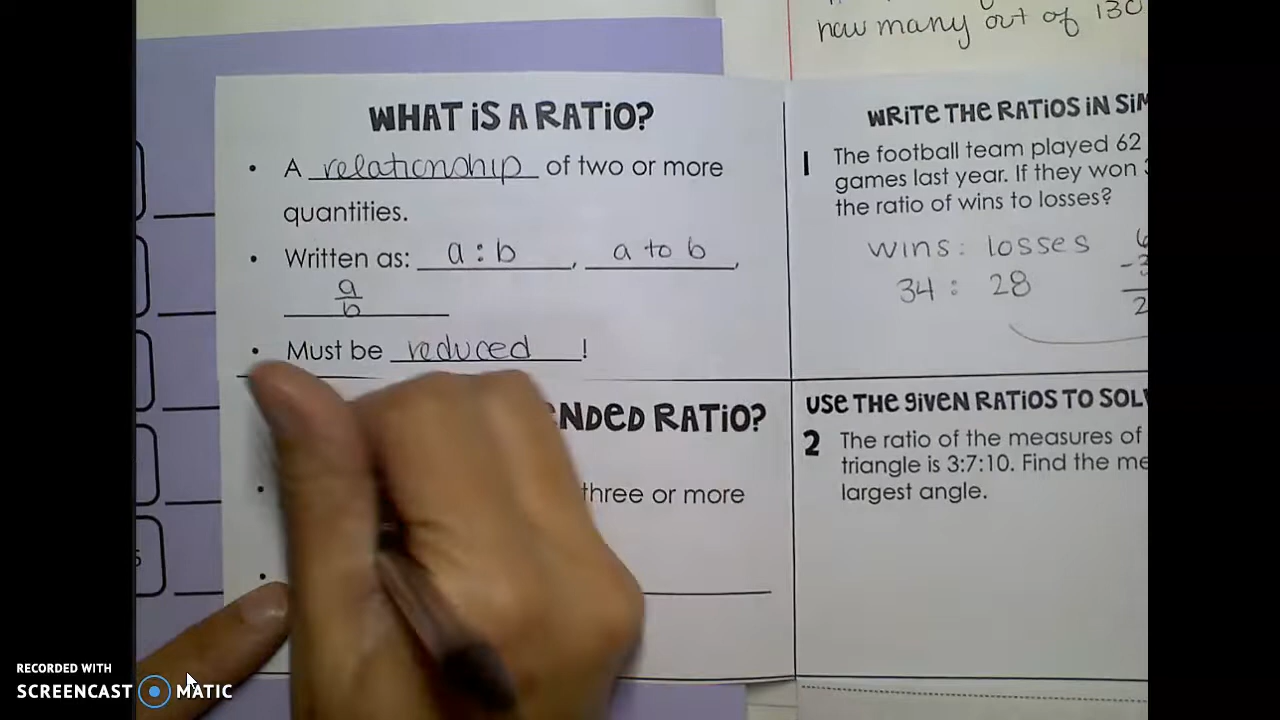 how many out of 130
WHAT iS A RATiO?
• A relationship of two or more
quantities.
• Written as: a : b, a to b,
a
b
• Must be reduced!
NDED RATiO?
three or more
WRiTE THE RATiOS iN SiM
1 The football team played 62
games last year. If they won 3
the ratio of wins to losses?
wins: losses
34 : 28
USE THE GiVEN RATiOS TO SOLV
2 The ratio of the measures of
triangle is 3:7:10. Find the me
largest angle.
RECORDED WITH
SCREENCAST MATIC